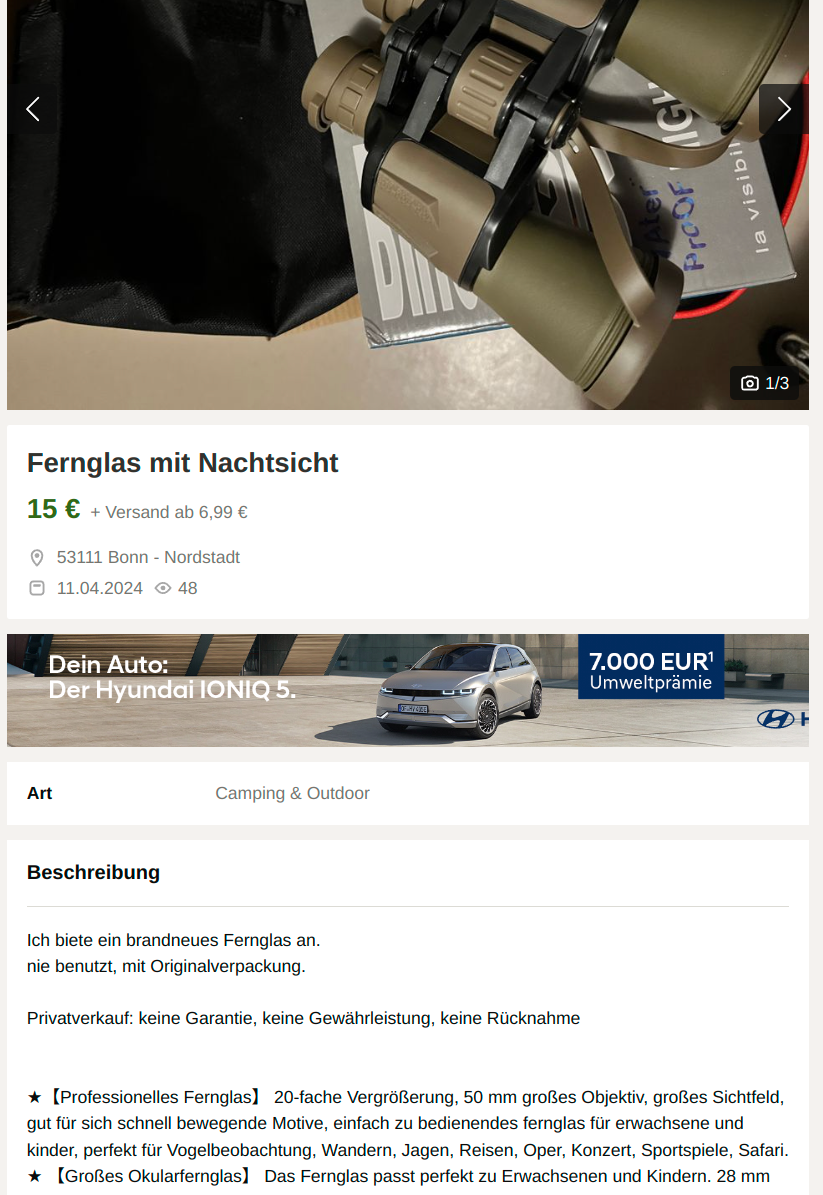 la visibil
ProOF
1/3
Fernglas mit Nachtsicht
15 € + Versand ab 6,99 €
53111 Bonn - Nordstadt
11.04.2024 48
Dein Auto:
Der Hyundai IONIQ 5.
7.000 EUR¹
Umweltprämie
H
Art Camping & Outdoor
Beschreibung
Ich biete ein brandneues Fernglas an.
nie benutzt, mit Originalverpackung.
Privatverkauf: keine Garantie, keine Gewährleistung, keine Rücknahme
★【Professionelles Fernglas】 20-fache Vergrößerung, 50 mm großes Objektiv, großes Sichtfeld,
gut für sich schnell bewegende Motive, einfach zu bedienendes fernglas für erwachsene und
kinder, perfekt für Vogelbeobachtung, Wandern, Jagen, Reisen, Oper, Konzert, Sportspiele, Safari.
★ 【Großes Okularfernglas】 Das Fernglas passt perfekt zu Erwachsenen und Kindern. 28 mm